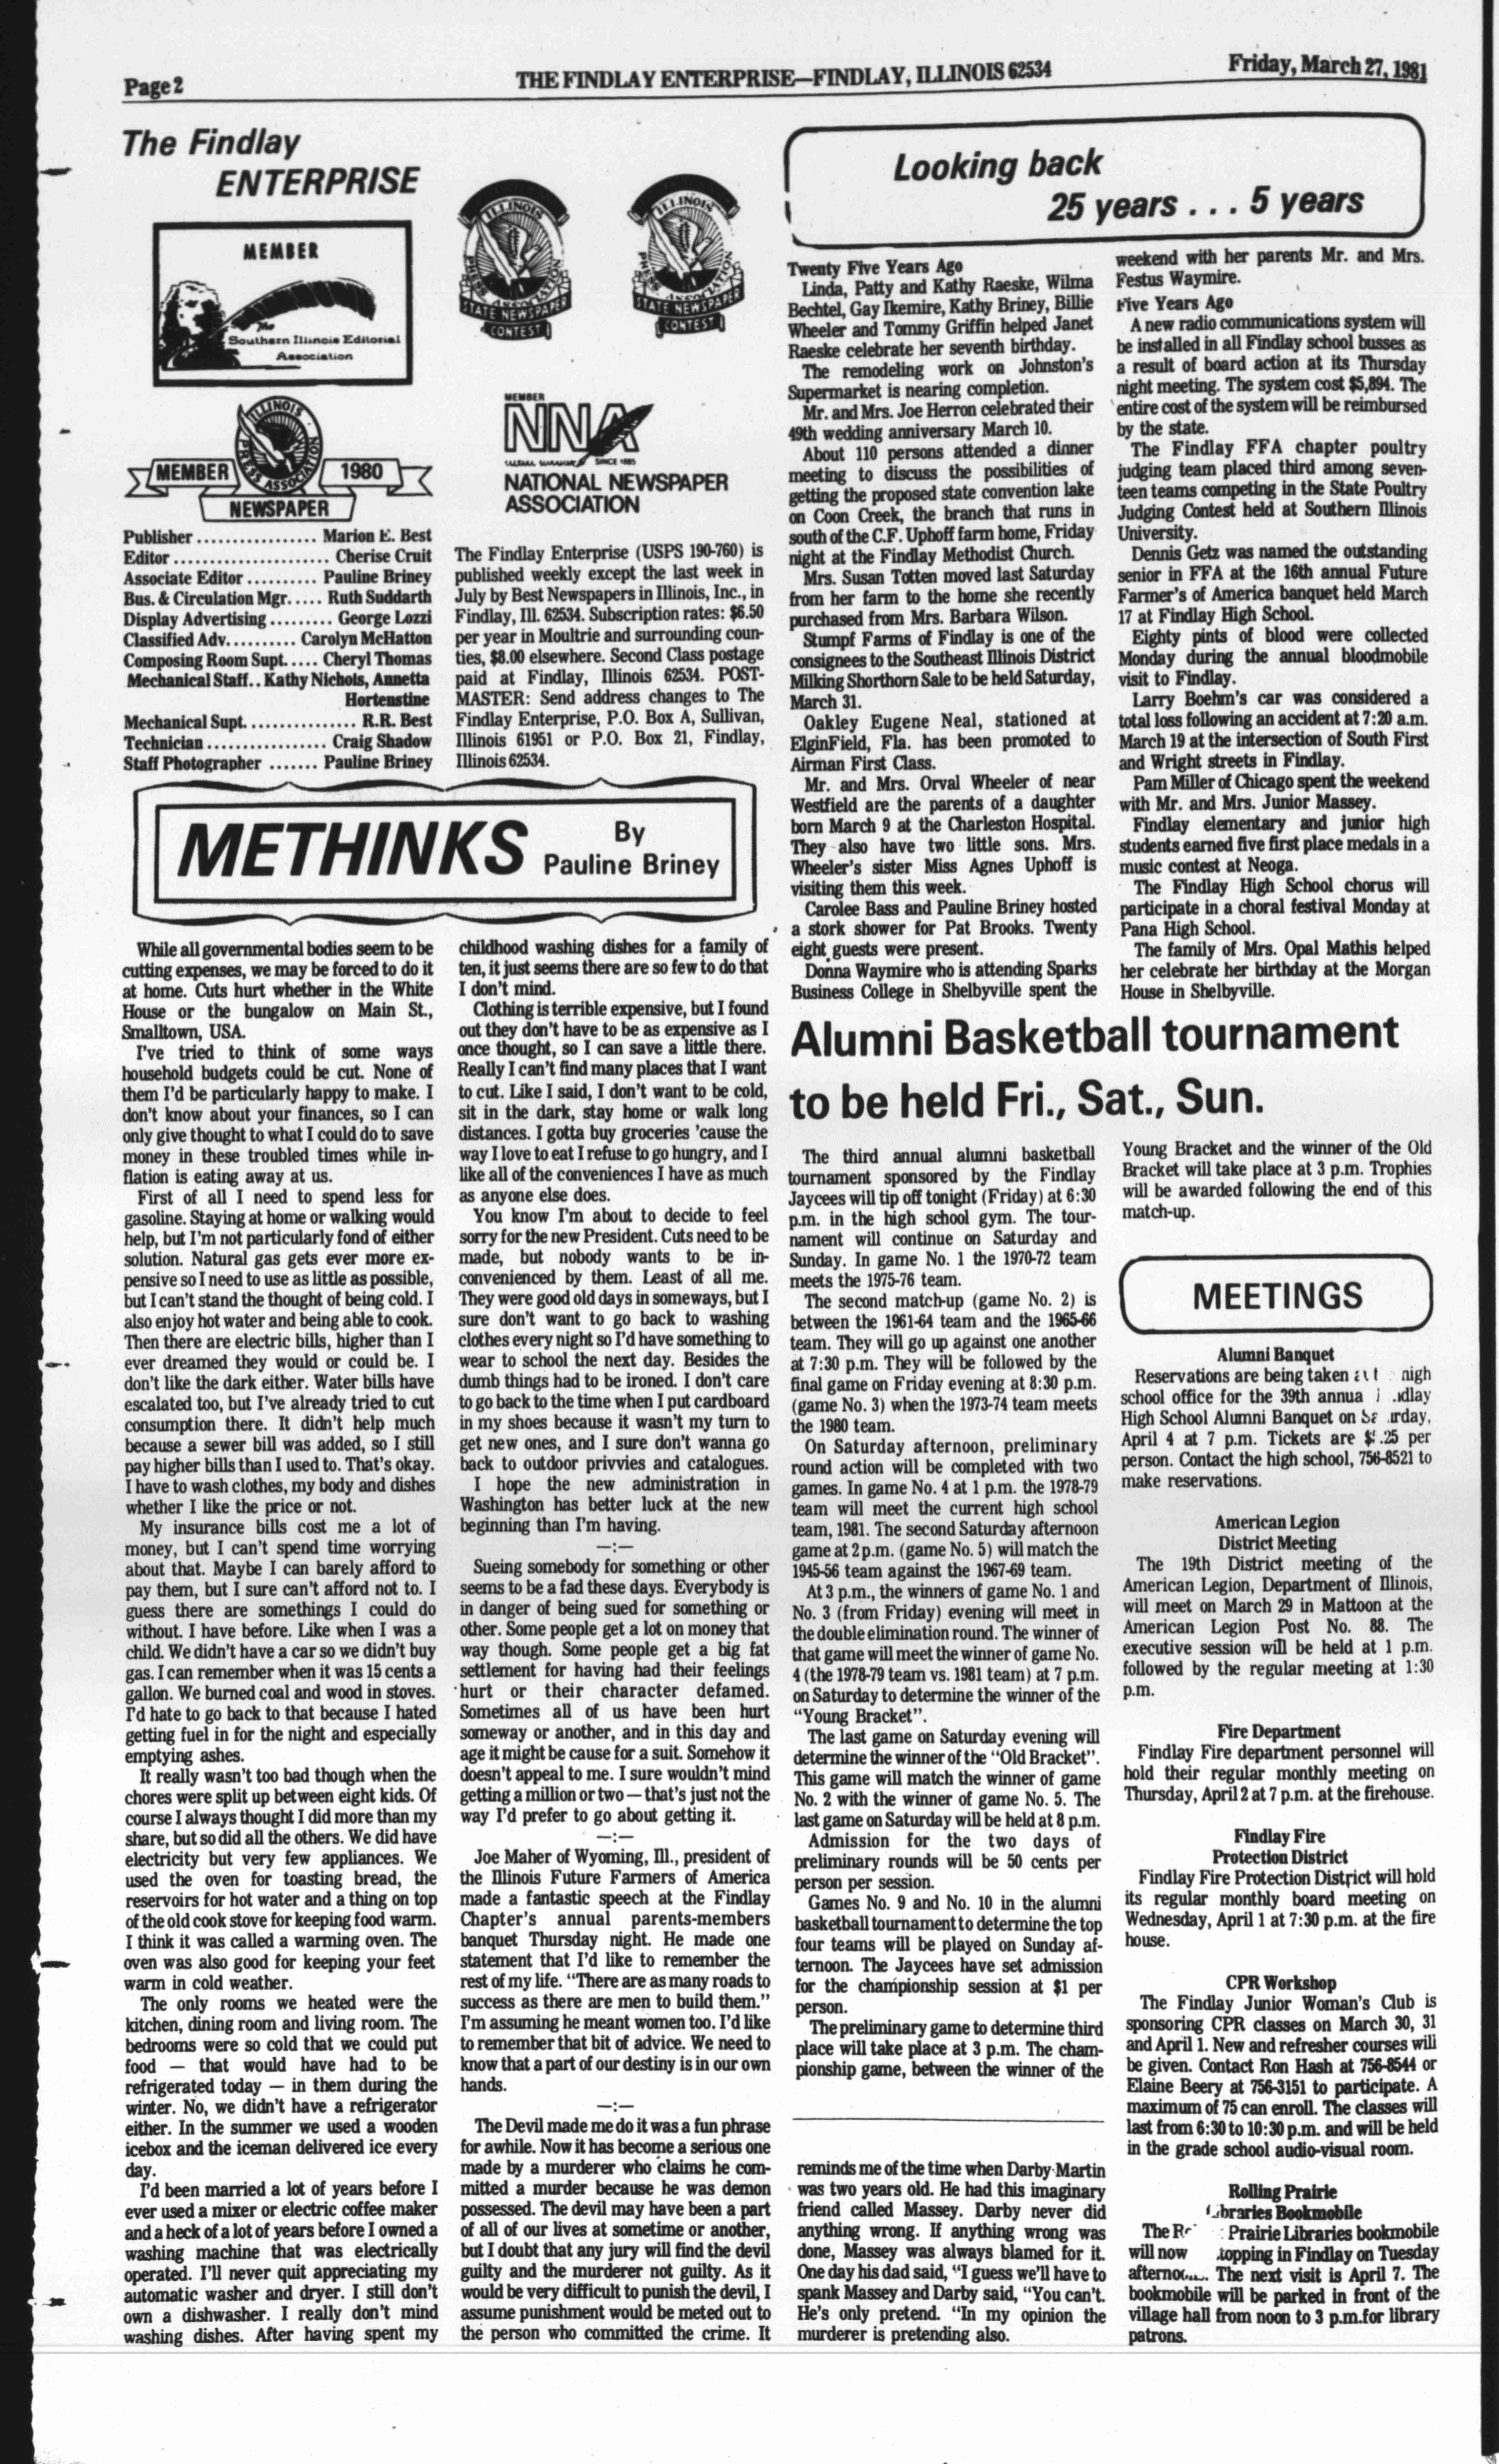 Page 2
THE FINDLAY ENTERPRISE—FINDLAY, ILLINOIS 62534
Friday, March 27, 1981
The Findlay
ENTERPRISE
MEMBER
The
Southern Illinois Editorial
Association
ILLINOIS
PRESS ASSOCIATION
STATE NEWSPAPER
CONTEST
ILLINOIS
PRESS ASSOCIATION
STATE NEWSPAPER
CONTEST
ILLINOIS
PRESS ASSOCIATION
MEMBER 1980
NEWSPAPER
MEMBER
NNA
SINCE 1885
NATIONAL NEWSPAPER
ASSOCIATION
Publisher ................ Marion E. Best
Editor ..................... Cherise Cruit
Associate Editor .......... Pauline Briney
Bus. & Circulation Mgr. .... Ruth Suddarth
Display Advertising ......... George Lozzi
Classified Adv. ......... Carolyn McHatton
Composing Room Supt. .... Cheryl Thomas
Mechanical Staff .. Kathy Nichols, Annetta
Hortenstine
Mechanical Supt. ............... R.R. Best
Technician ................. Craig Shadow
Staff Photographer ....... Pauline Briney
The Findlay Enterprise (USPS 190-760) is
published weekly except the last week in
July by Best Newspapers in Illinois, Inc., in
Findlay, Ill. 62534. Subscription rates: $6.50
per year in Moultrie and surrounding coun-
ties, $8.00 elsewhere. Second Class postage
paid at Findlay, Illinois 62534. POST-
MASTER: Send address changes to The
Findlay Enterprise, P.O. Box A, Sullivan,
Illinois 61951 or P.O. Box 21, Findlay,
Illinois 62534.
METHINKS
By
Pauline Briney
While all governmental bodies seem to be
cutting expenses, we may be forced to do it
at home. Cuts hurt whether in the White
House or the bungalow on Main St.,
Smalltown, USA.
I've tried to think of some ways
household budgets could be cut. None of
them I'd be particularly happy to make. I
don't know about your finances, so I can
only give thought to what I could do to save
money in these troubled times while in-
flation is eating away at us.
First of all I need to spend less for
gasoline. Staying at home or walking would
help, but I'm not particularly fond of either
solution. Natural gas gets ever more ex-
pensive so I need to use as little as possible,
but I can't stand the thought of being cold. I
also enjoy hot water and being able to cook.
Then there are electric bills, higher than I
ever dreamed they would or could be. I
don't like the dark either. Water bills have
escalated too, but I've already tried to cut
consumption there. It didn't help much
because a sewer bill was added, so I still
pay higher bills than I used to. That's okay.
I have to wash clothes, my body and dishes
whether I like the price or not.
My insurance bills cost me a lot of
money, but I can't spend time worrying
about that. Maybe I can barely afford to
pay them, but I sure can't afford not to. I
guess there are somethings I could do
without. I have before. Like when I was a
child. We didn't have a car so we didn't buy
gas. I can remember when it was 15 cents a
gallon. We burned coal and wood in stoves.
I'd hate to go back to that because I hated
getting fuel in for the night and especially
emptying ashes.
It really wasn't too bad though when the
chores were split up between eight kids. Of
course I always thought I did more than my
share, but so did all the others. We did have
electricity but very few appliances. We
used the oven for toasting bread, the
reservoirs for hot water and a thing on top
of the old cook stove for keeping food warm.
I think it was called a warming oven. The
oven was also good for keeping your feet
warm in cold weather.
The only rooms we heated were the
kitchen, dining room and living room. The
bedrooms were so cold that we could put
food — that would have had to be
refrigerated today — in them during the
winter. No, we didn't have a refrigerator
either. In the summer we used a wooden
icebox and the iceman delivered ice every
day.
I'd been married a lot of years before I
ever used a mixer or electric coffee maker
and a heck of a lot of years before I owned a
washing machine that was electrically
operated. I'll never quit appreciating my
automatic washer and dryer. I still don't
own a dishwasher. I really don't mind
washing dishes. After having spent my
childhood washing dishes for a family of
ten, it just seems there are so few to do that
I don't mind.
Clothing is terrible expensive, but I found
out they don't have to be as expensive as I
once thought, so I can save a little there.
Really I can't find many places that I want
to cut. Like I said, I don't want to be cold,
sit in the dark, stay home or walk long
distances. I gotta buy groceries 'cause the
way I love to eat I refuse to go hungry, and I
like all of the conveniences I have as much
as anyone else does.
You know I'm about to decide to feel
sorry for the new President. Cuts need to be
made, but nobody wants to be in-
convenienced by them. Least of all me.
They were good old days in someways, but I
sure don't want to go back to washing
clothes every night so I'd have something to
wear to school the next day. Besides the
dumb things had to be ironed. I don't care
to go back to the time when I put cardboard
in my shoes because it wasn't my turn to
get new ones, and I sure don't wanna go
back to outdoor privvies and catalogues.
I hope the new administration in
Washington has better luck at the new
beginning than I'm having.
—:—
Sueing somebody for something or other
seems to be a fad these days. Everybody is
in danger of being sued for something or
other. Some people get a lot on money that
way though. Some people get a big fat
settlement for having had their feelings
hurt or their character defamed.
Sometimes all of us have been hurt
someway or another, and in this day and
age it might be cause for a suit. Somehow it
doesn't appeal to me. I sure wouldn't mind
getting a million or two — that's just not the
way I'd prefer to go about getting it.
—:—
Joe Maher of Wyoming, Ill., president of
the Illinois Future Farmers of America
made a fantastic speech at the Findlay
Chapter's annual parents-members
banquet Thursday night. He made one
statement that I'd like to remember the
rest of my life. "There are as many roads to
success as there are men to build them."
I'm assuming he meant women too. I'd like
to remember that bit of advice. We need to
know that a part of our destiny is in our own
hands.
—:—
The Devil made me do it was a fun phrase
for awhile. Now it has become a serious one
made by a murderer who claims he com-
mitted a murder because he was demon
possessed. The devil may have been a part
of all of our lives at sometime or another,
but I doubt that any jury will find the devil
guilty and the murderer not guilty. As it
would be very difficult to punish the devil, I
assume punishment would be meted out to
the person who committed the crime. It
reminds me of the time when Darby Martin
was two years old. He had this imaginary
friend called Massey. Darby never did
anything wrong. If anything wrong was
done, Massey was always blamed for it.
One day his dad said, "I guess we'll have to
spank Massey and Darby said, "You can't.
He's only pretend. "In my opinion the
murderer is pretending also.
Looking back
25 years . . . 5 years
Twenty Five Years Ago
Linda, Patty and Kathy Raeske, Wilma
Bechtel, Gay Ikemire, Kathy Briney, Billie
Wheeler and Tommy Griffin helped Janet
Raeske celebrate her seventh birthday.
The remodeling work on Johnston's
Supermarket is nearing completion.
Mr. and Mrs. Joe Herron celebrated their
49th wedding anniversary March 10.
About 110 persons attended a dinner
meeting to discuss the possibilities of
getting the proposed state convention lake
on Coon Creek, the branch that runs in
south of the C.F. Uphoff farm home, Friday
night at the Findlay Methodist Church.
Mrs. Susan Totten moved last Saturday
from her farm to the home she recently
purchased from Mrs. Barbara Wilson.
Stumpf Farms of Findlay is one of the
consignees to the Southeast Illinois District
Milking Shorthorn Sale to be held Saturday,
March 31.
Oakley Eugene Neal, stationed at
ElginField, Fla. has been promoted to
Airman First Class.
Mr. and Mrs. Orval Wheeler of near
Westfield are the parents of a daughter
born March 9 at the Charleston Hospital.
They also have two little sons. Mrs.
Wheeler's sister Miss Agnes Uphoff is
visiting them this week.
Carolee Bass and Pauline Briney hosted
a stork shower for Pat Brooks. Twenty
eight guests were present.
Donna Waymire who is attending Sparks
Business College in Shelbyville spent the
weekend with her parents Mr. and Mrs.
Festus Waymire.
Five Years Ago
A new radio communications system will
be installed in all Findlay school busses as
a result of board action at its Thursday
night meeting. The system cost $5,894. The
entire cost of the system will be reimbursed
by the state.
The Findlay FFA chapter poultry
judging team placed third among seven-
teen teams competing in the State Poultry
Judging Contest held at Southern Illinois
University.
Dennis Getz was named the outstanding
senior in FFA at the 16th annual Future
Farmer's of America banquet held March
17 at Findlay High School.
Eighty pints of blood were collected
Monday during the annual bloodmobile
visit to Findlay.
Larry Boehm's car was considered a
total loss following an accident at 7:20 a.m.
March 19 at the intersection of South First
and Wright streets in Findlay.
Pam Miller of Chicago spent the weekend
with Mr. and Mrs. Junior Massey.
Findlay elementary and junior high
students earned five first place medals in a
music contest at Neoga.
The Findlay High School chorus will
participate in a choral festival Monday at
Pana High School.
The family of Mrs. Opal Mathis helped
her celebrate her birthday at the Morgan
House in Shelbyville.
Alumni Basketball tournament
to be held Fri., Sat., Sun.
The third annual alumni basketball
tournament sponsored by the Findlay
Jaycees will tip off tonight (Friday) at 6:30
p.m. in the high school gym. The tour-
nament will continue on Saturday and
Sunday. In game No. 1 the 1970-72 team
meets the 1975-76 team.
The second match-up (game No. 2) is
between the 1961-64 team and the 1965-66
team. They will go up against one another
at 7:30 p.m. They will be followed by the
final game on Friday evening at 8:30 p.m.
(game No. 3) when the 1973-74 team meets
the 1980 team.
On Saturday afternoon, preliminary
round action will be completed with two
games. In game No. 4 at 1 p.m. the 1978-79
team will meet the current high school
team, 1981. The second Saturday afternoon
game at 2 p.m. (game No. 5) will match the
1945-56 team against the 1967-69 team.
At 3 p.m., the winners of game No. 1 and
No. 3 (from Friday) evening will meet in
the double elimination round. The winner of
that game will meet the winner of game No.
4 (the 1978-79 team vs. 1981 team) at 7 p.m.
on Saturday to determine the winner of the
"Young Bracket".
The last game on Saturday evening will
determine the winner of the "Old Bracket".
This game will match the winner of game
No. 2 with the winner of game No. 5. The
last game on Saturday will be held at 8 p.m.
Admission for the two days of
preliminary rounds will be 50 cents per
person per session.
Games No. 9 and No. 10 in the alumni
basketball tournament to determine the top
four teams will be played on Sunday af-
ternoon. The Jaycees have set admission
for the championship session at $1 per
person.
The preliminary game to determine third
place will take place at 3 p.m. The cham-
pionship game, between the winner of the
Young Bracket and the winner of the Old
Bracket will take place at 3 p.m. Trophies
will be awarded following the end of this
match-up.
MEETINGS
Alumni Banquet
Reservations are being taken
school office for the 39th
High School Alumni Banquet on
April 4 at 7 p.m. Tickets are per
person. Contact the high school, 756-8521 to
make reservations.
American Legion
District Meeting
The 19th District meeting of the
American Legion, Department of Illinois,
will meet on March 29 in Mattoon at the
American Legion Post No. 88. The
executive session will be held at 1 p.m.
followed by the regular meeting at 1:30
p.m.
Fire Department
Findlay Fire department personnel will
hold their regular monthly meeting on
Thursday, April 2 at 7 p.m. at the firehouse.
Findlay Fire
Protection District
Findlay Fire Protection District will hold
its regular monthly board meeting on
Wednesday, April 1 at 7:30 p.m. at the fire
house.
CPR Workshop
The Findlay Junior Woman's Club is
sponsoring CPR classes on March 30, 31
and April 1. New and refresher courses will
be given. Contact Ron Hash at 756-8544 or
Elaine Beery at 756-3151 to participate. A
maximum of 75 can enroll. The classes will
last from 6:30 to 10:30 p.m. and will be held
in the grade school audio-visual room.
Rolling Prairie
Libraries Bookmobile
The Prairie Libraries bookmobile
will now in Findlay on Tuesday
The next visit is April 7. The
bookmobile will be parked in front of the
village hall from noon to 3 p.m.for library
patrons.